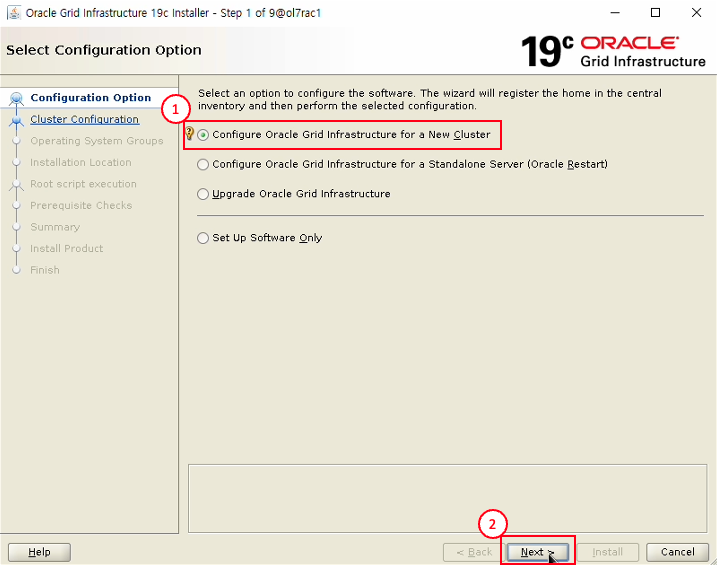 Oracle Grid Infrastructure 19c Installer - Step 1 of 9@ol7rac1
Select Configuration Option
19c ORACLE
Grid Infrastructure
Configuration Option
Cluster Configuration
Operating System Groups
Installation Location
Root script execution
Prerequisite Checks
Summary
Install Product
Finish
Select an option to configure the software. The wizard will register the home in the central
inventory and then perform the selected configuration.
1
Configure Oracle Grid Infrastructure for a New Cluster
Configure Oracle Grid Infrastructure for a Standalone Server (Oracle Restart)
Upgrade Oracle Grid Infrastructure
Set Up Software Only
2
Help
< Back
Next >
Install
Cancel